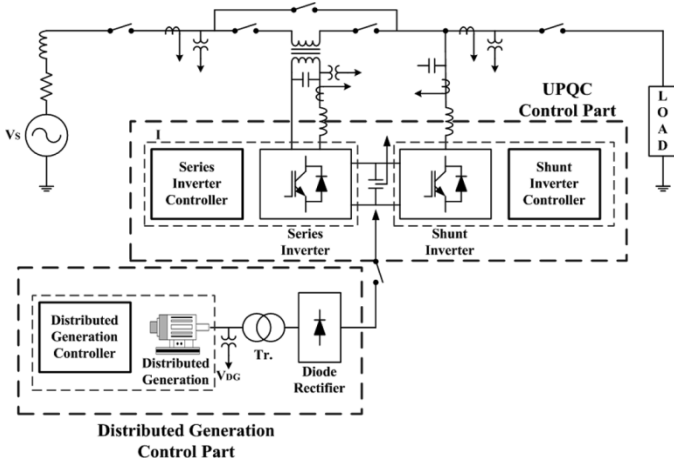 UPQC
Control Part
L
O
A
D
Vs
I
Series
Inverter
Controller
Shunt
Inverter
Controller
Series
Inverter
Shunt
Inverter
Distributed
Generation
Controller
Distributed
Generation
VDG
Tr.
Diode
Rectifier
Distributed Generation
Control Part